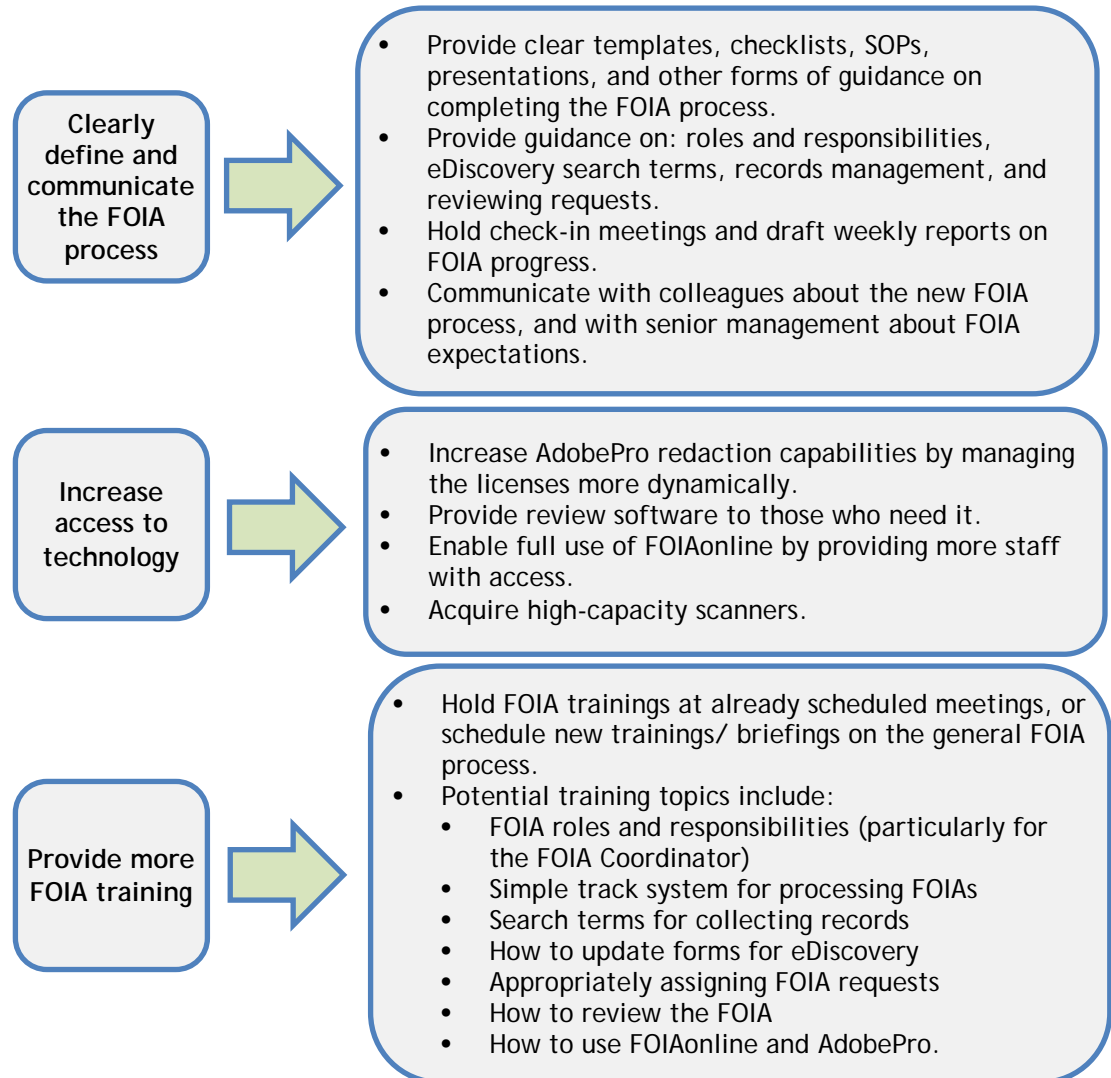 Clearly
define and
communicate
the FOIA
process
• Provide clear templates, checklists, SOPs,
presentations, and other forms of guidance on
completing the FOIA process.
• Provide guidance on: roles and responsibilities,
eDiscovery search terms, records management, and
reviewing requests.
• Hold check-in meetings and draft weekly reports on
FOIA progress.
• Communicate with colleagues about the new FOIA
process, and with senior management about FOIA
expectations.
Increase
access to
technology
• Increase AdobePro redaction capabilities by managing
the licenses more dynamically.
• Provide review software to those who need it.
• Enable full use of FOIAonline by providing more staff
with access.
• Acquire high-capacity scanners.
Provide more
FOIA training
• Hold FOIA trainings at already scheduled meetings, or
schedule new trainings/ briefings on the general FOIA
process.
• Potential training topics include:
• FOIA roles and responsibilities (particularly for
the FOIA Coordinator)
• Simple track system for processing FOIAs
• Search terms for collecting records
• How to update forms for eDiscovery
• Appropriately assigning FOIA requests
• How to review the FOIA
• How to use FOIAonline and AdobePro.